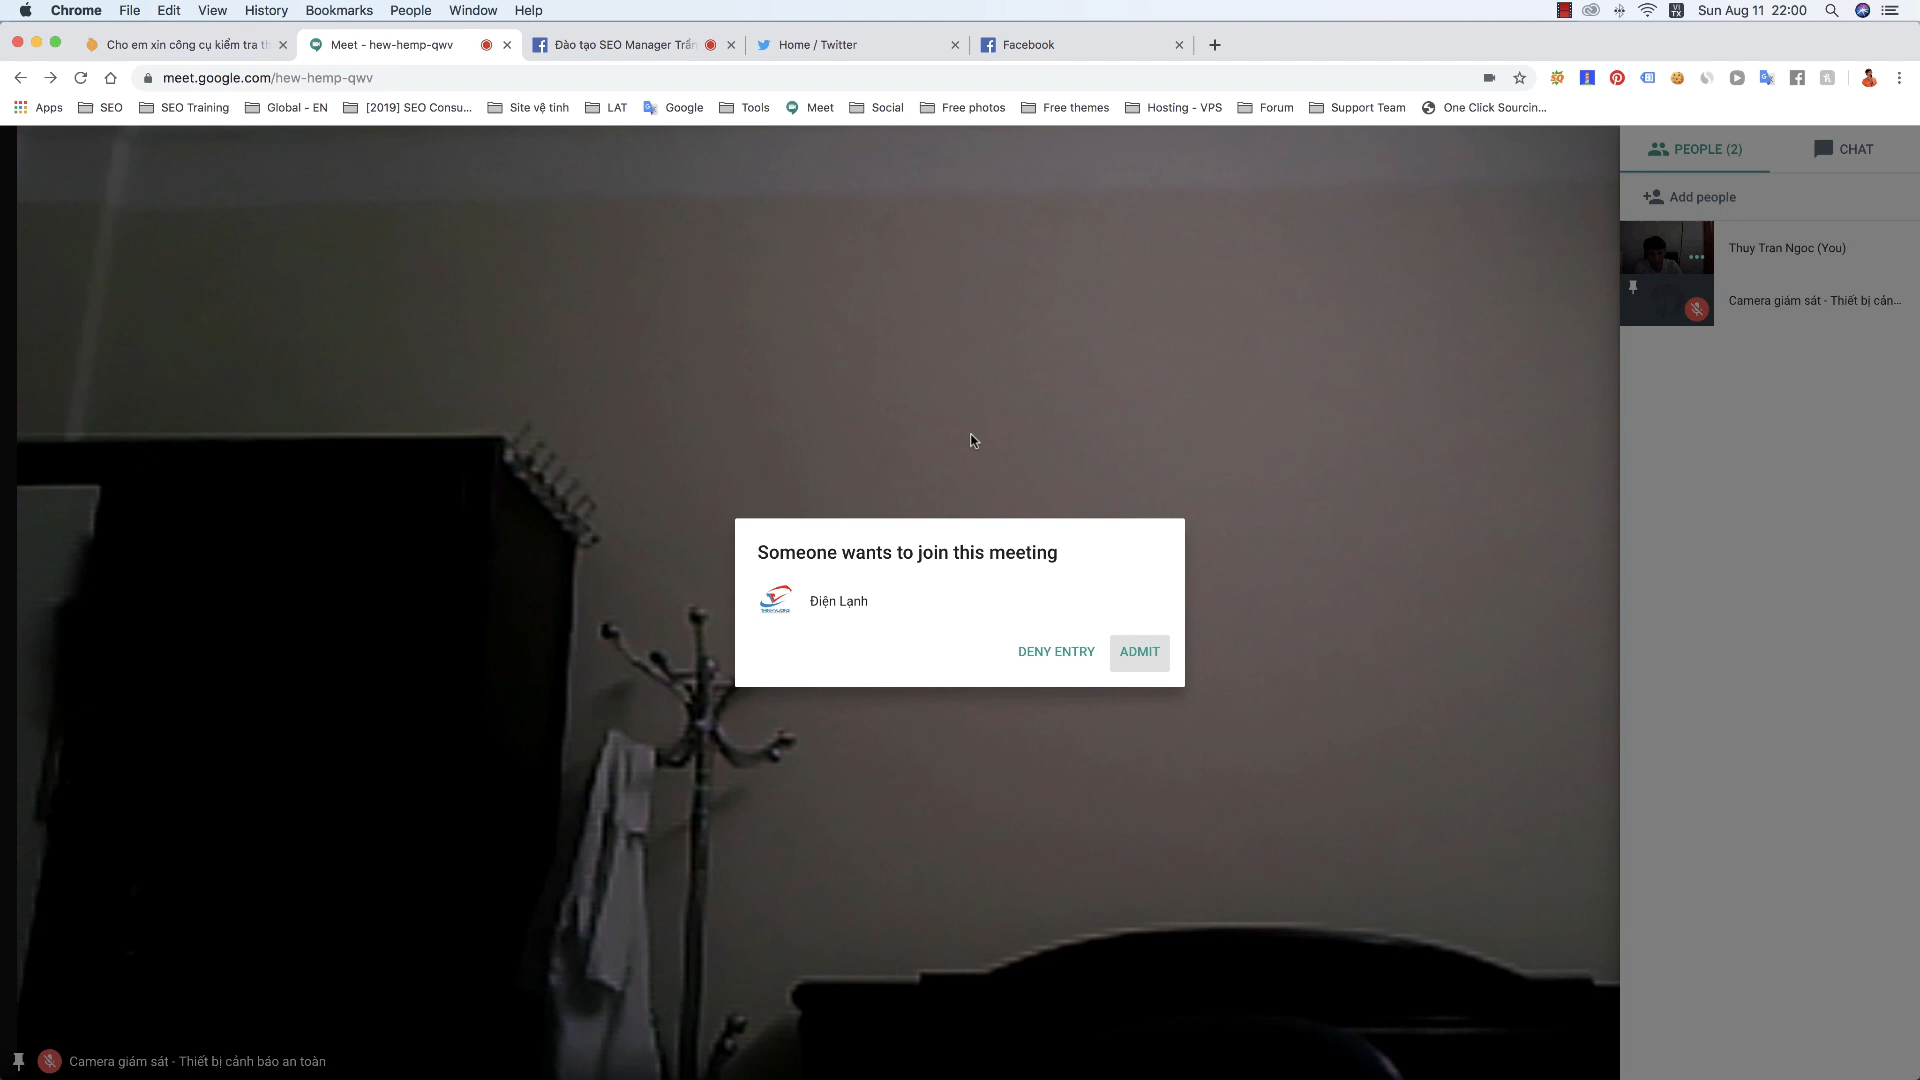 Chrome File Edit View History Bookmarks People Window Help
VI TX Sun Aug 11 22:00
Cho em xin công cụ kiểm tra th
Meet - hew-hemp-qwv
Đào tạo SEO Manager Trần
Home / Twitter
Facebook
meet.google.com/hew-hemp-qwv
Apps SEO SEO Training Global - EN [2019] SEO Consu... Site vệ tinh LAT Google Tools Meet Social Free photos Free themes Hosting - VPS Forum Support Team One Click Sourcin...
PEOPLE (2) CHAT
Add people
Thuy Tran Ngoc (You)
Camera giám sát - Thiết bị cản...
Someone wants to join this meeting
Điện Lạnh
DENY ENTRY ADMIT
Camera giám sát - Thiết bị cảnh báo an toàn